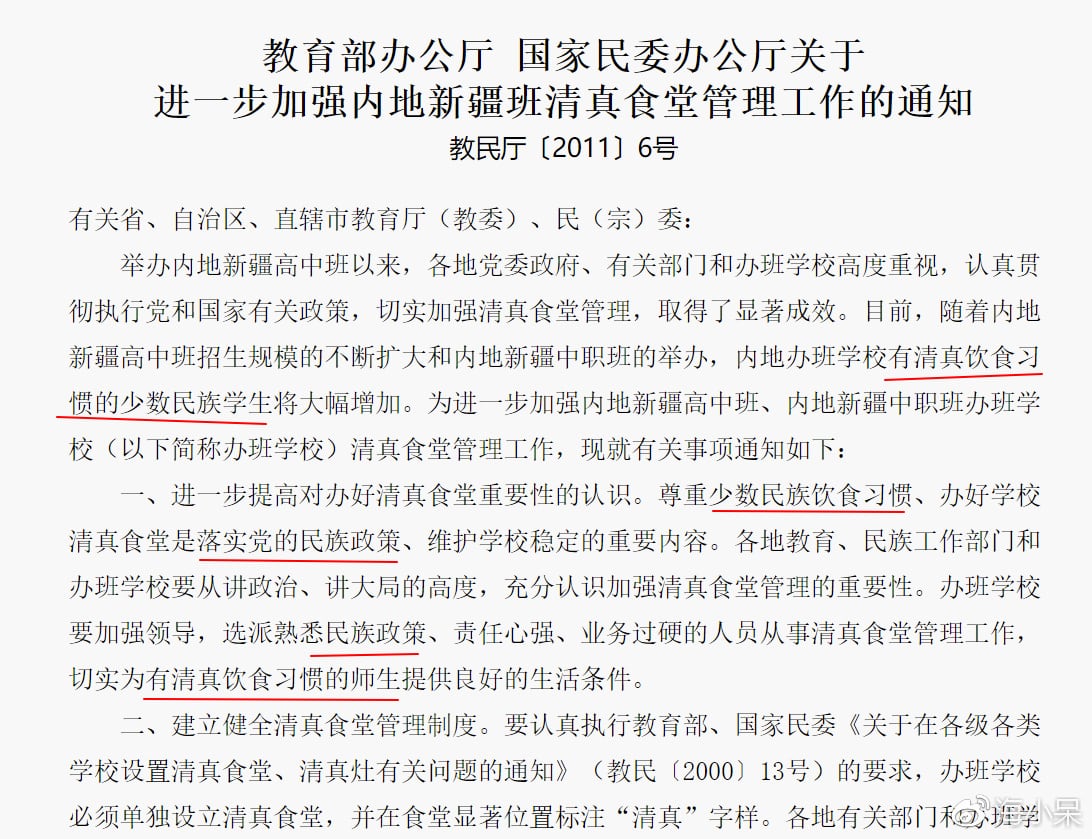 教育部办公厅 国家民委办公厅关于
进一步加强内地新疆班清真食堂管理工作的通知
教民厅〔2011〕6号
有关省、自治区、直辖市教育厅（教委）、民（宗）委：
举办内地新疆高中班以来，各地党委政府、有关部门和办班学校高度重视，认真贯
彻执行党和国家有关政策，切实加强清真食堂管理，取得了显著成效。目前，随着内地
新疆高中班招生规模的不断扩大和内地新疆中职班的举办，内地办班学校有清真饮食习
惯的少数民族学生将大幅增加。为进一步加强内地新疆高中班、内地新疆中职班办班学
校（以下简称办班学校）清真食堂管理工作，现就有关事项通知如下：
一、进一步提高对办好清真食堂重要性的认识。尊重少数民族饮食习惯、办好学校
清真食堂是落实党的民族政策、维护学校稳定的重要内容。各地教育、民族工作部门和
办班学校要从讲政治、讲大局的高度，充分认识加强清真食堂管理的重要性。办班学校
要加强领导，选派熟悉民族政策、责任心强、业务过硬的人员从事清真食堂管理工作，
切实为有清真饮食习惯的师生提供良好的生活条件。
二、建立健全清真食堂管理制度。要认真执行教育部、国家民委《关于在各级各类
学校设置清真食堂、清真灶有关问题的通知》（教民〔2000〕13号）的要求，办班学校
必须单独设立清真食堂，并在食堂显著位置标注“清真”字样。各地有关部门和办班学
海小呆